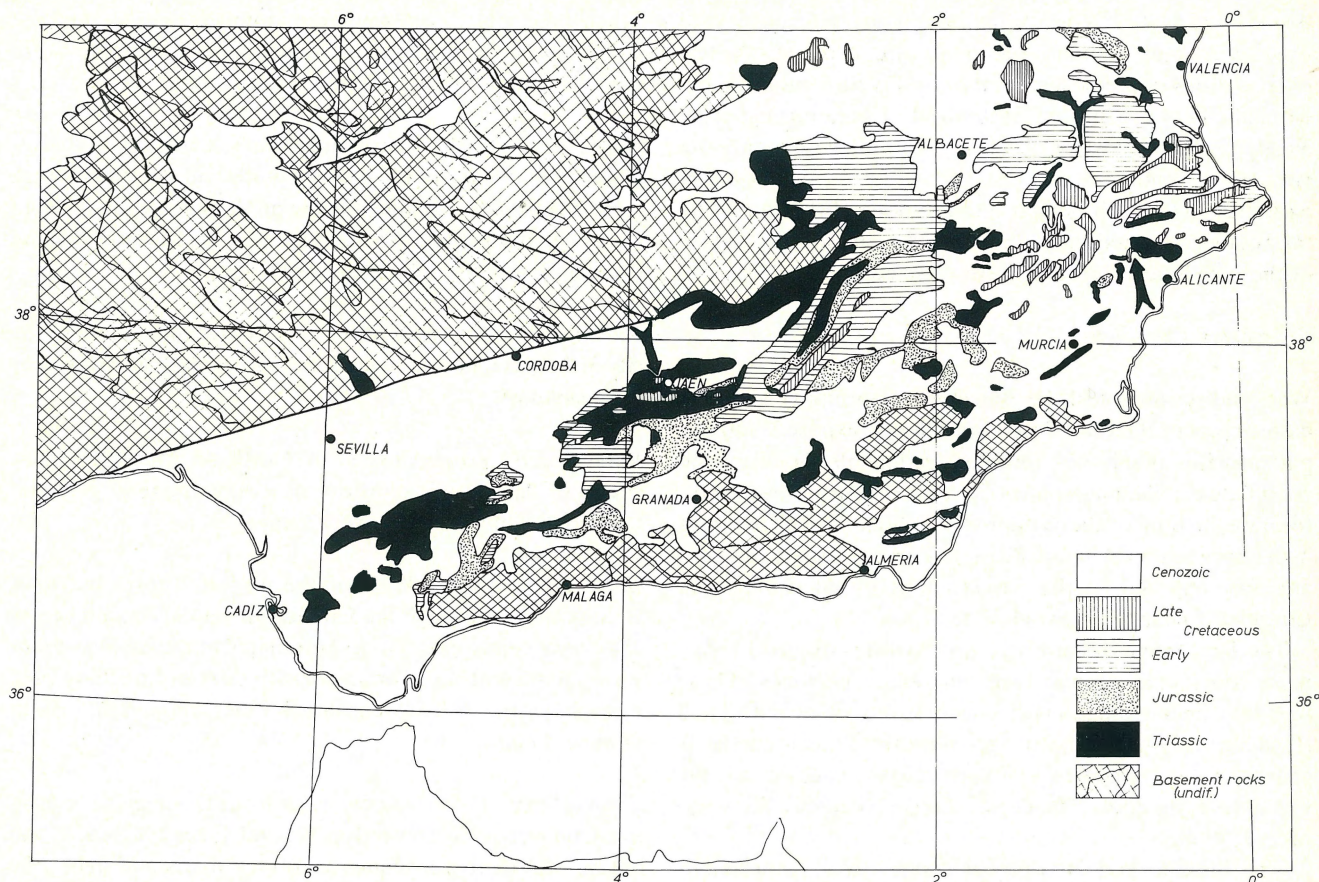 6° 4° 2° 0°
VALENCIA
ALBACETE
ALICANTE
38° MURCIA 38°
CORDOBA
JAEN
SEVILLA
GRANADA
ALMERIA
CADIZ MALAGA
Cenozoic
Late
Cretaceous
Early
36° 36°
Jurassic
Triassic
Basement rocks
(undif.)
6° 4° 2° 0°